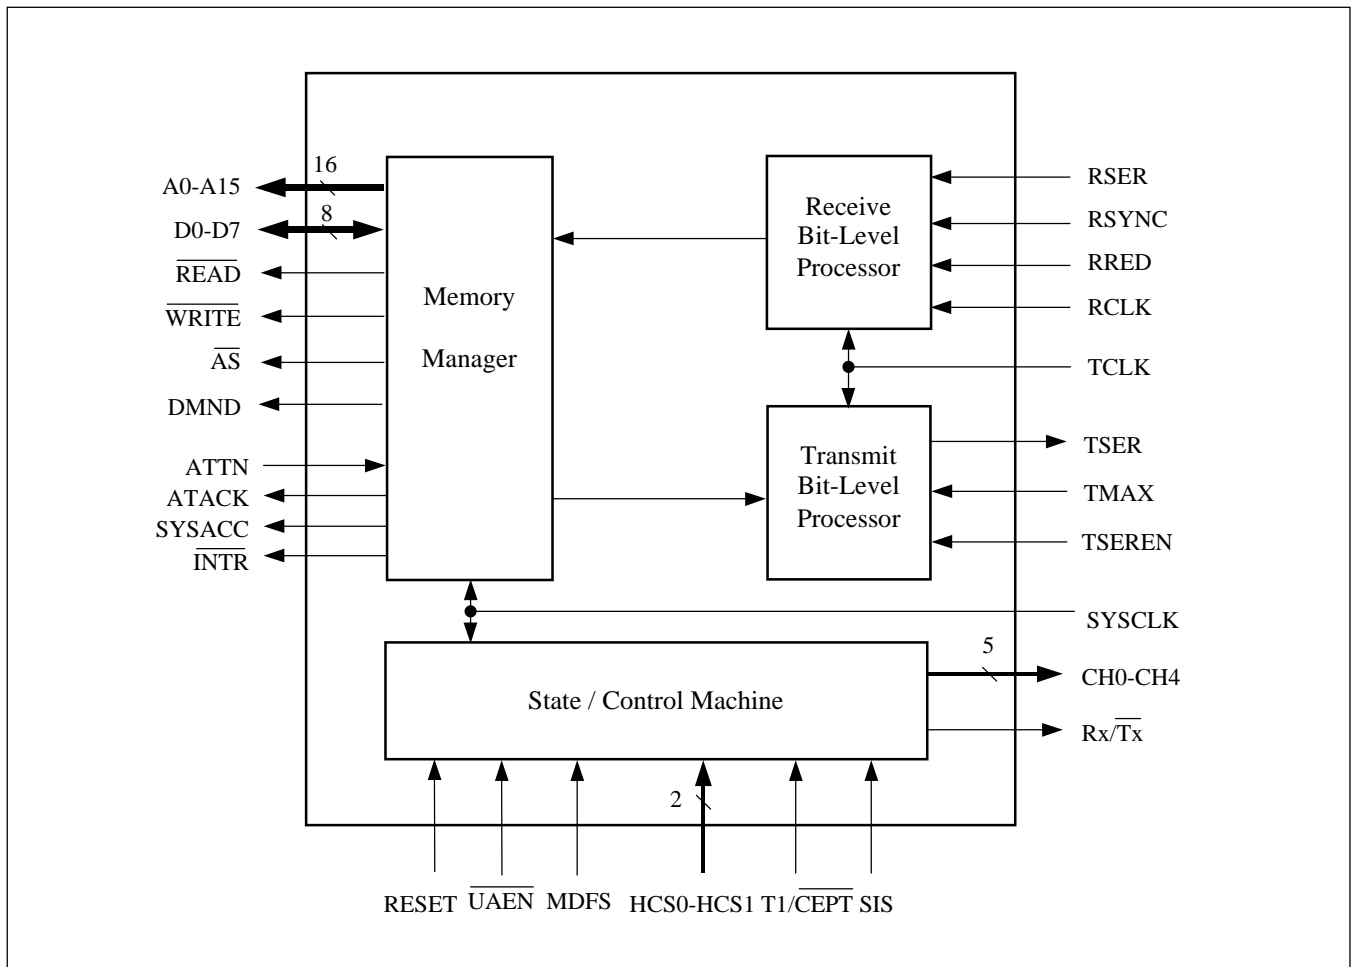 16
A0-A15
8
D0-D7
READ
WRITE
AS
DMND
ATTN
ATACK
SYSACC
INTR
Memory
Manager
Receive
Bit-Level
Processor
RSER
RSYNC
RRED
RCLK
TCLK
Transmit
Bit-Level
Processor
TSER
TMAX
TSEREN
SYSCLK
State / Control Machine
5
CH0-CH4
Rx/Tx
2
RESET UAEN MDFS HCS0-HCS1 T1/CEPT SIS